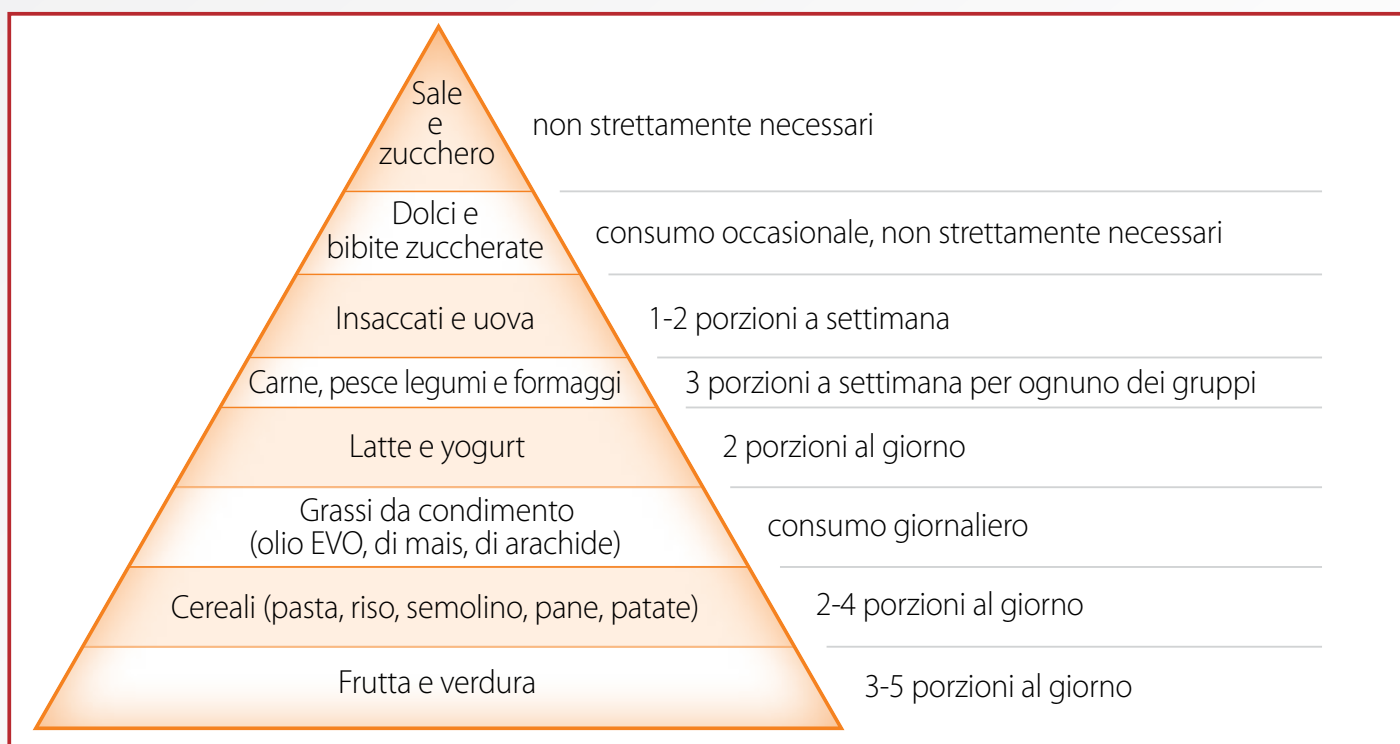 Sale
e
zucchero
non strettamente necessari
Dolci e
bibite zuccherate
consumo occasionale, non strettamente necessari
Insaccati e uova
1-2 porzioni a settimana
Carne, pesce legumi e formaggi
3 porzioni a settimana per ognuno dei gruppi
Latte e yogurt
2 porzioni al giorno
Grassi da condimento
(olio EVO, di mais, di arachide)
consumo giornaliero
Cereali (pasta, riso, semolino, pane, patate)
2-4 porzioni al giorno
Frutta e verdura
3-5 porzioni al giorno